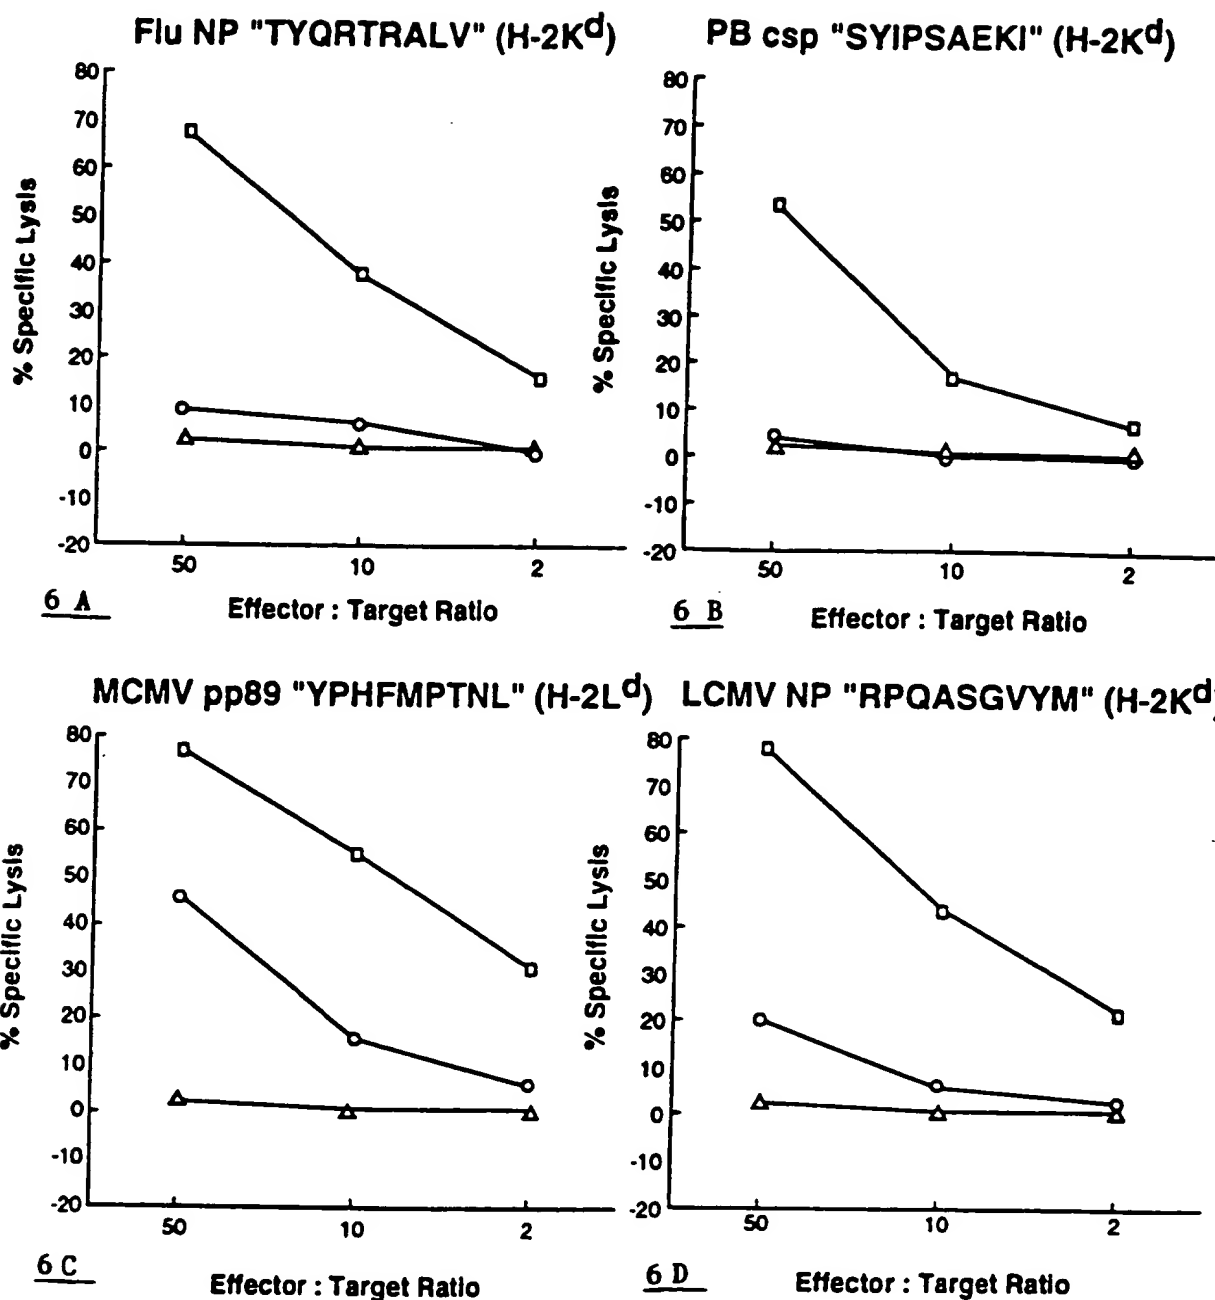 Flu NP "TYQRTRALV" (H-2Kd)
80
70
60
50
40
30
20
10
0
-10
-20
% Specific Lysis
50 10 2
6 A
Effector : Target Ratio
PB csp "SYIPSAEKI" (H-2Kd)
80
70
60
50
40
30
20
10
0
-10
-20
% Specific Lysis
50 10 2
6 B
Effector : Target Ratio
MCMV pp89 "YPHFMPTNL" (H-2Ld)
80
70
60
50
40
30
20
10
0
-10
-20
% Specific Lysis
50 10 2
6 C
Effector : Target Ratio
LCMV NP "RPQASGVYM" (H-2Kd)
80
70
60
50
40
30
20
10
0
-10
-20
% Specific Lysis
50 10 2
6 D
Effector : Target Ratio